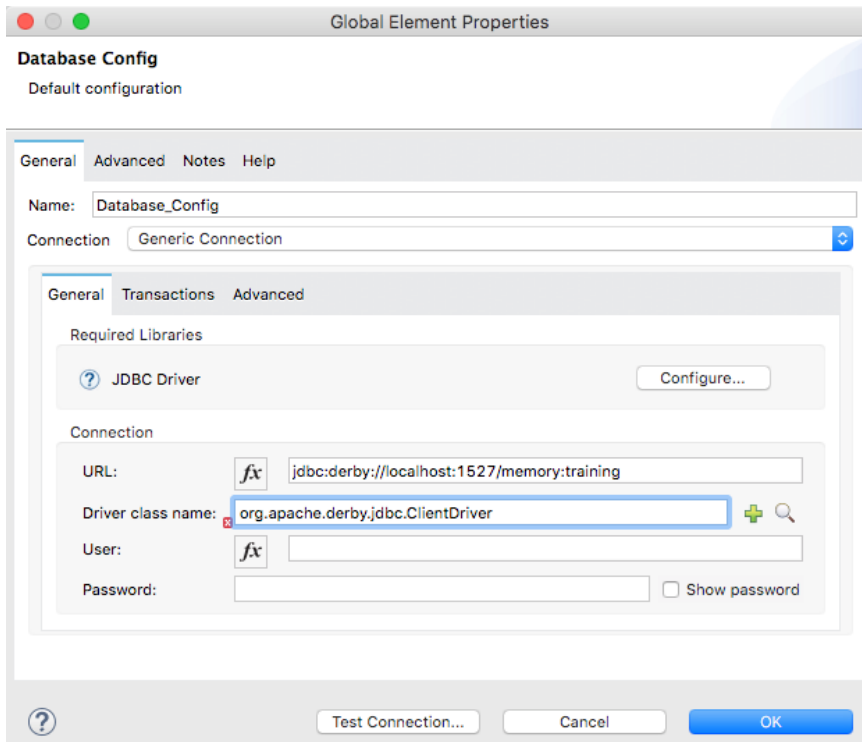 Global Element Properties
Database Config
Default configuration
General Advanced Notes Help
Name: Database_Config
Connection Generic Connection
General Transactions Advanced
Required Libraries
? JDBC Driver Configure...
Connection
URL: fx jdbc:derby://localhost:1527/memory:training
Driver class name: org.apache.derby.jdbc.ClientDriver
User: fx
Password: Show password
? Test Connection... Cancel OK